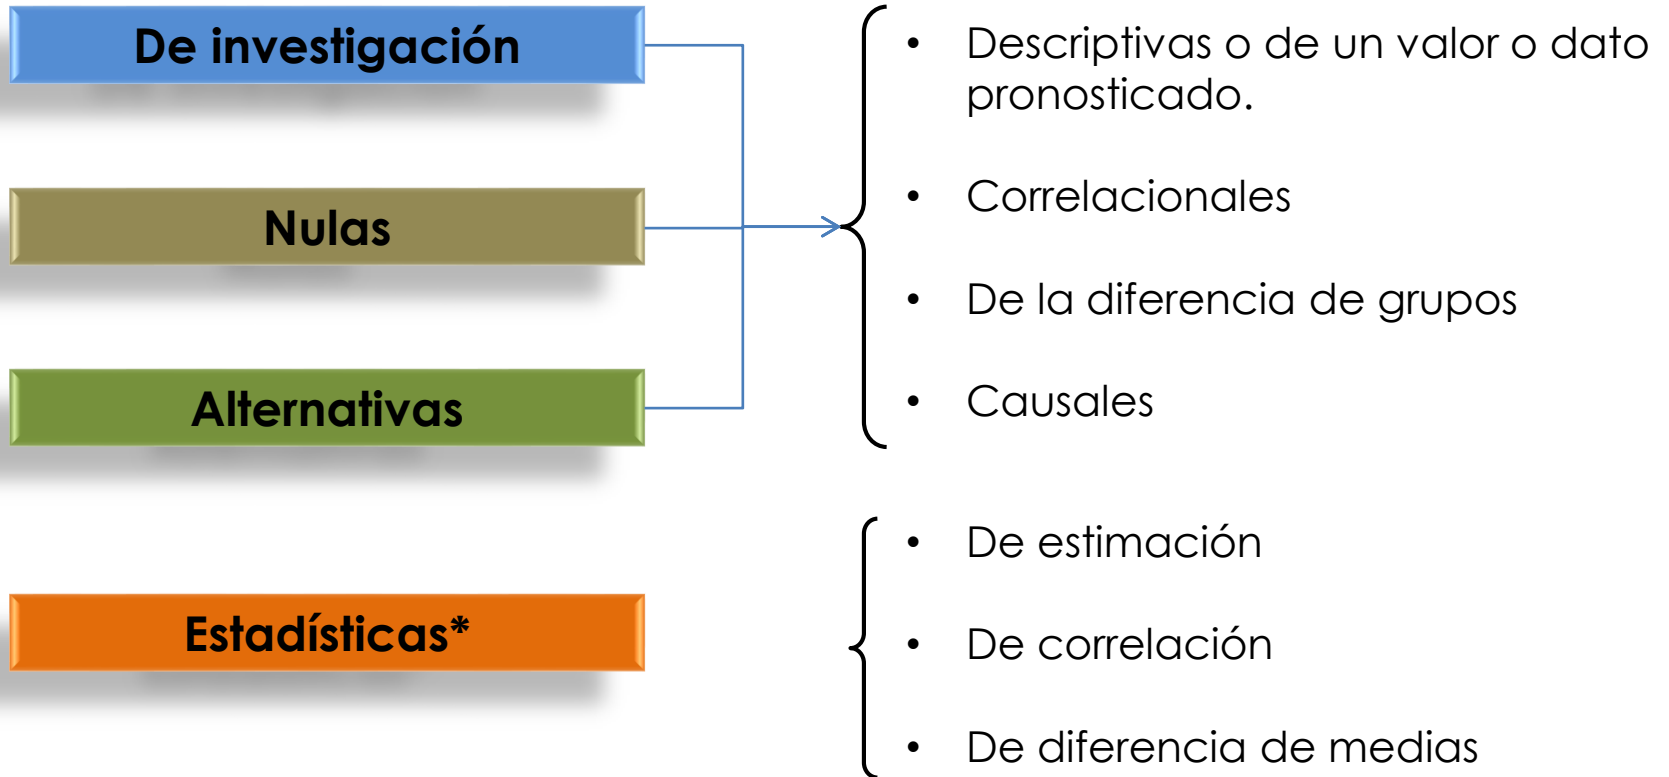 De investigación
Nulas
Alternativas
Estadísticas*
• Descriptivas o de un valor o dato
pronosticado.
• Correlacionales
• De la diferencia de grupos
• Causales
• De estimación
• De correlación
• De diferencia de medias